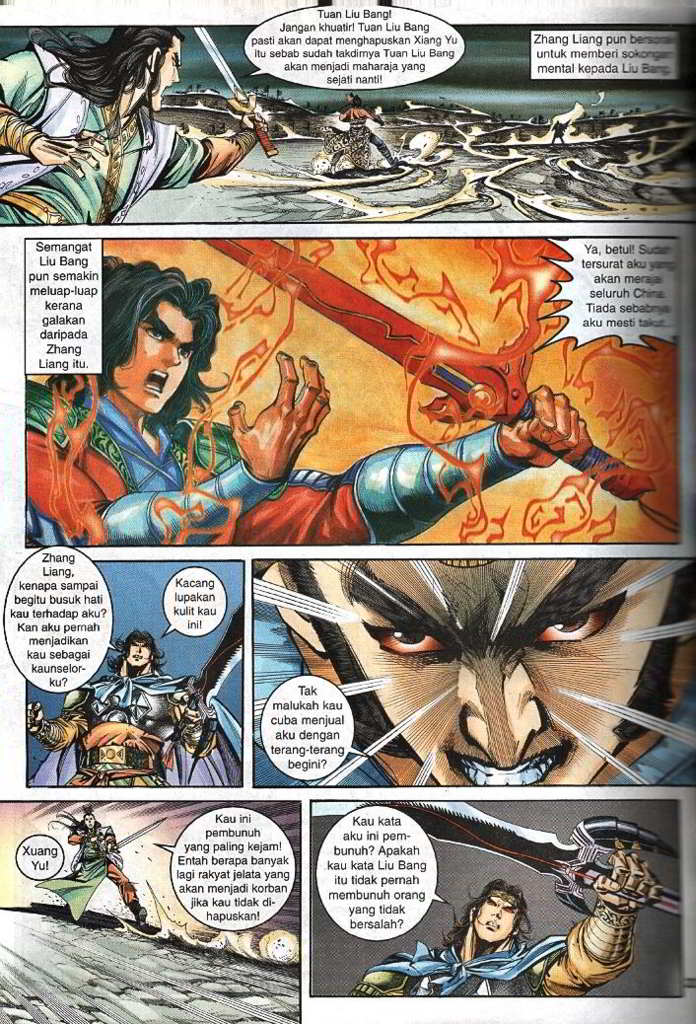 Tuan Liu Bang!
Jangan khuatir! Tuan Liu Bang
pasti akan dapat menghapuskan Xiang Yu
itu sebab sudah takdirnya Tuan Liu Bang
akan menjadi maharaja yang
sejati nanti!
Zhang Liang pun bersorak
untuk memberi sokongan
mental kepada Liu Bang.
Semangat
Liu Bang
pun semakin
meluap-luap
kerana
galakan
daripada
Zhang
Liang itu.
Ya, betul! Sudah
tersurat aku yang
akan merajai
seluruh China.
Tiada sebabnya
aku mesti takut...
Zhang
Liang,
kenapa sampai
begitu busuk hati
kau terhadap aku?
Kan aku pernah
menjadikan
kau sebagai
kaunselor-
ku?
Kacang
lupakan
kulit kau
ini!
Tak
malukah kau
cuba menjual
aku dengan
terang-terang
begini?
Xuang
Yu!
Kau ini
pembunuh
yang paling kejam!
Entah berapa banyak
lagi rakyat jelata yang
akan menjadi korban
jika kau tidak di-
hapuskan!
Kau kata
aku ini pem-
bunuh? Apakah
kau kata Liu Bang
itu tidak pernah
membunuh orang
yang tidak
bersalah?